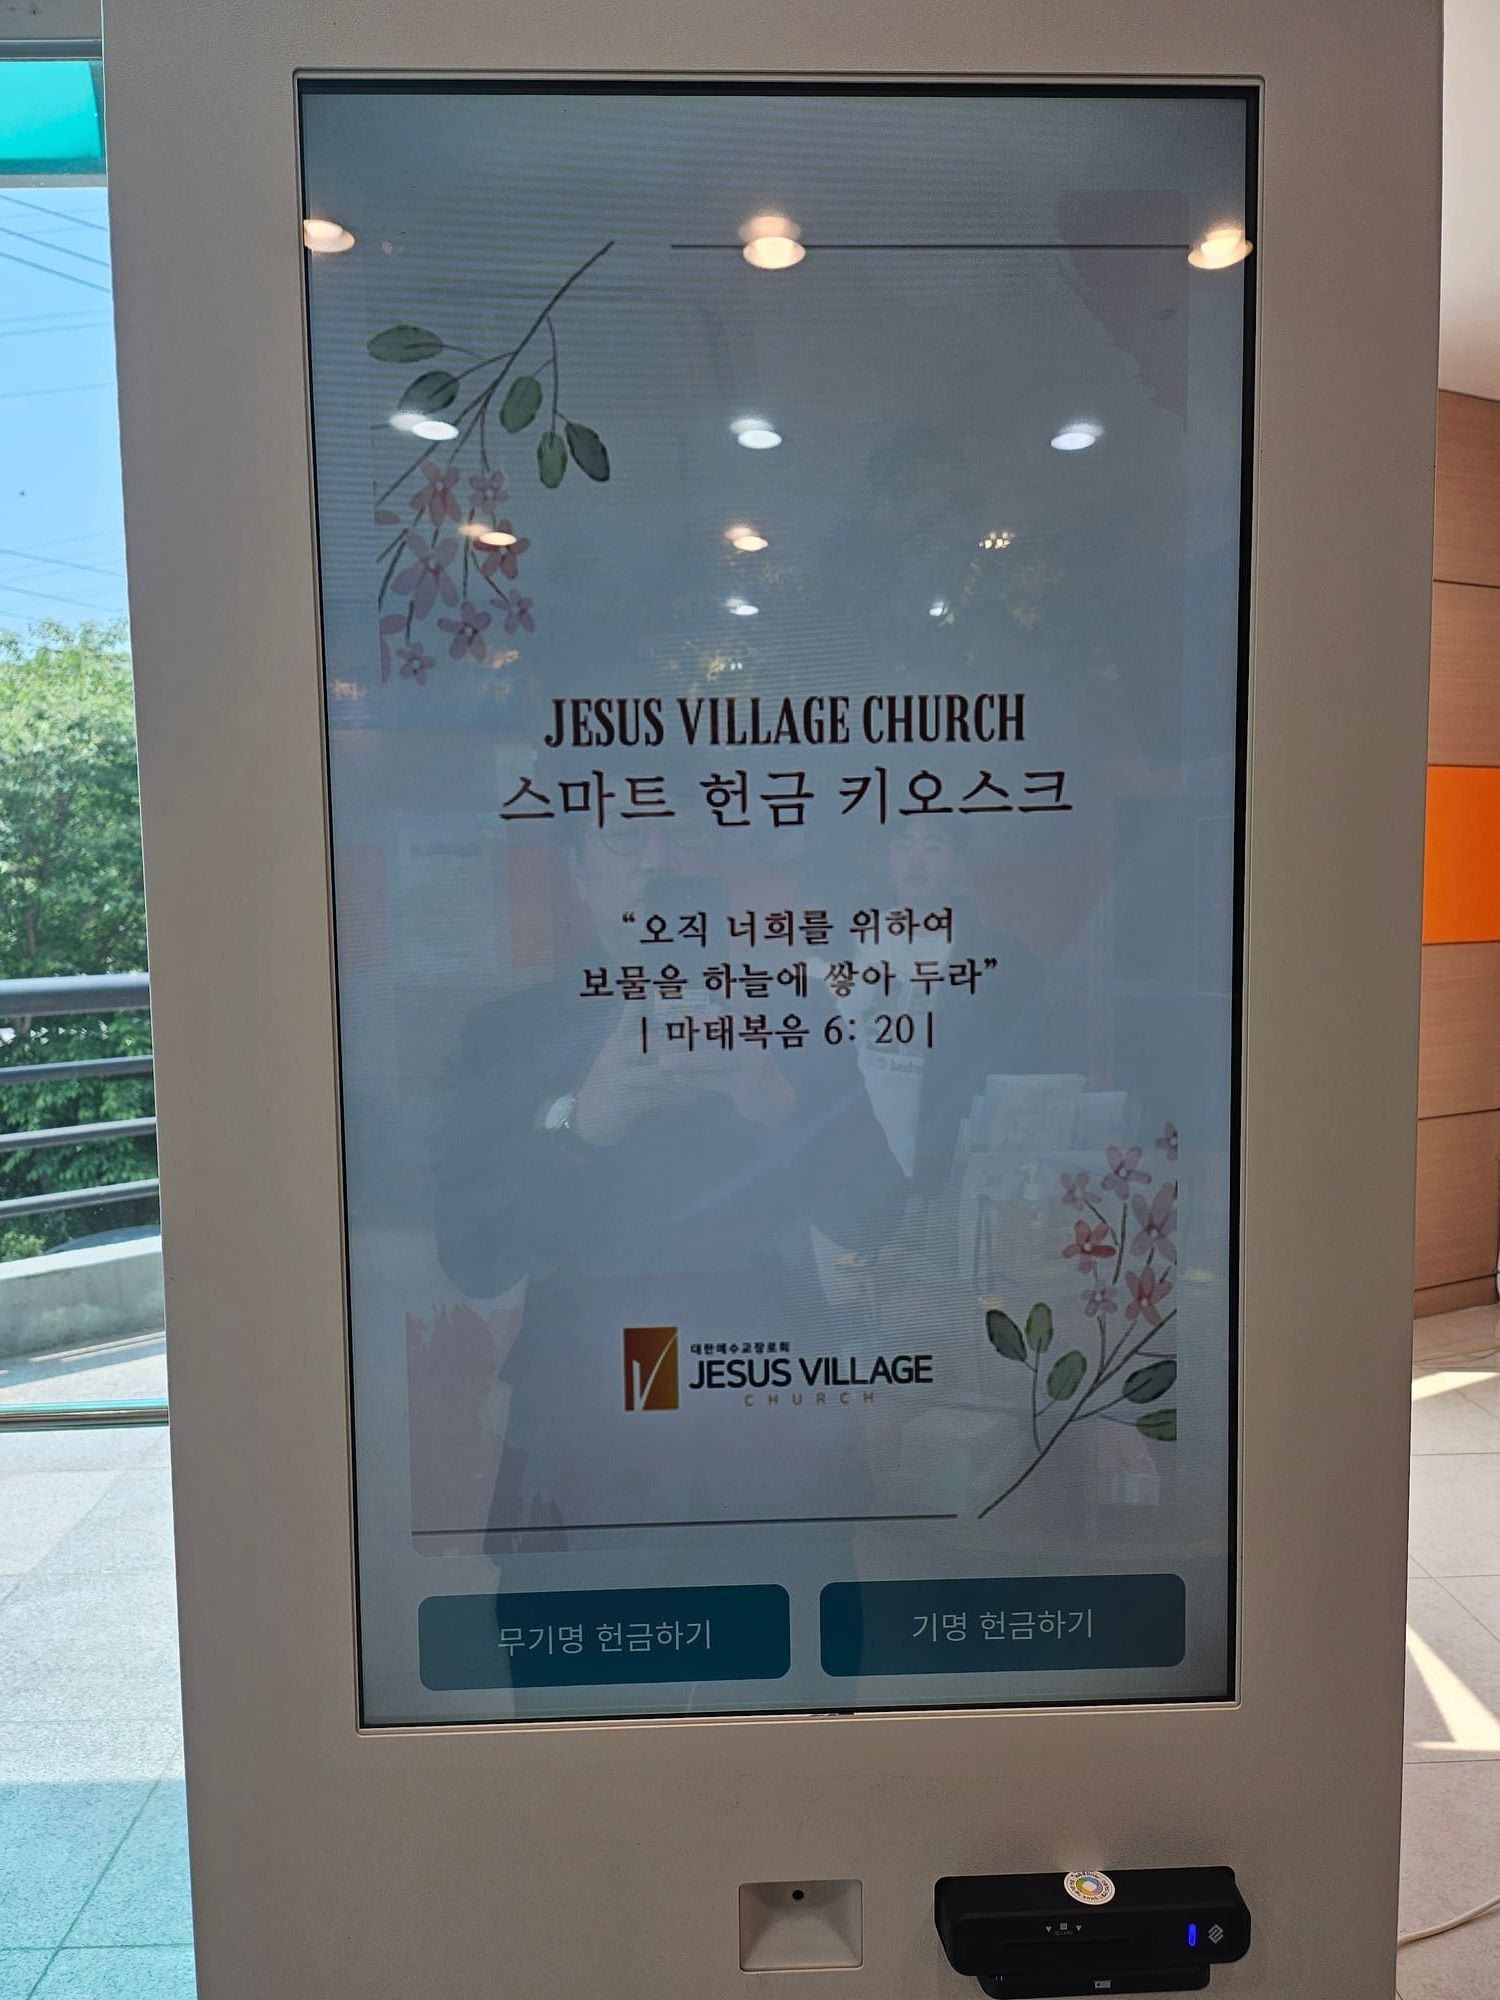 JESUS VILLAGE CHURCH
스마트 헌금 키오스크
“오직 너희를 위하여
보물을 하늘에 쌓아 두라”
| 마태복음 6: 20 |
대한예수교장로회
JESUS VILLAGE
CHURCH
무기명 헌금하기
기명 헌금하기